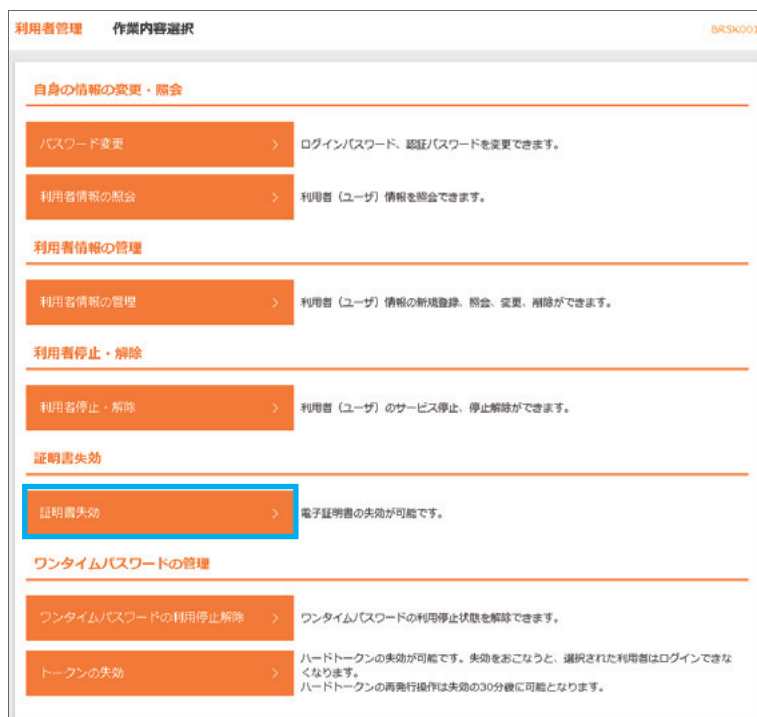 利用者管理 作業内容選択 BRSK001
自身の情報の変更・照会
パスワード変更 ログインパスワード、認証パスワードを変更できます。
利用者情報の照会 利用者（ユーザ）情報を照会できます。
利用者情報の管理
利用者情報の管理 利用者（ユーザ）情報の新規登録、照会、変更、削除ができます。
利用者停止・解除
利用者停止・解除 利用者（ユーザ）のサービス停止、停止解除ができます。
証明書失効
証明書失効 電子証明書の失効が可能です。
ワンタイムパスワードの管理
ワンタイムパスワードの利用停止解除 ワンタイムパスワードの利用停止状態を解除できます。
トークンの失効 ハードトークンの失効が可能です。失効をおこなうと、選択された利用者はログインできな
くなります。
ハードトークンの再発行操作は失効の30分後に可能となります。